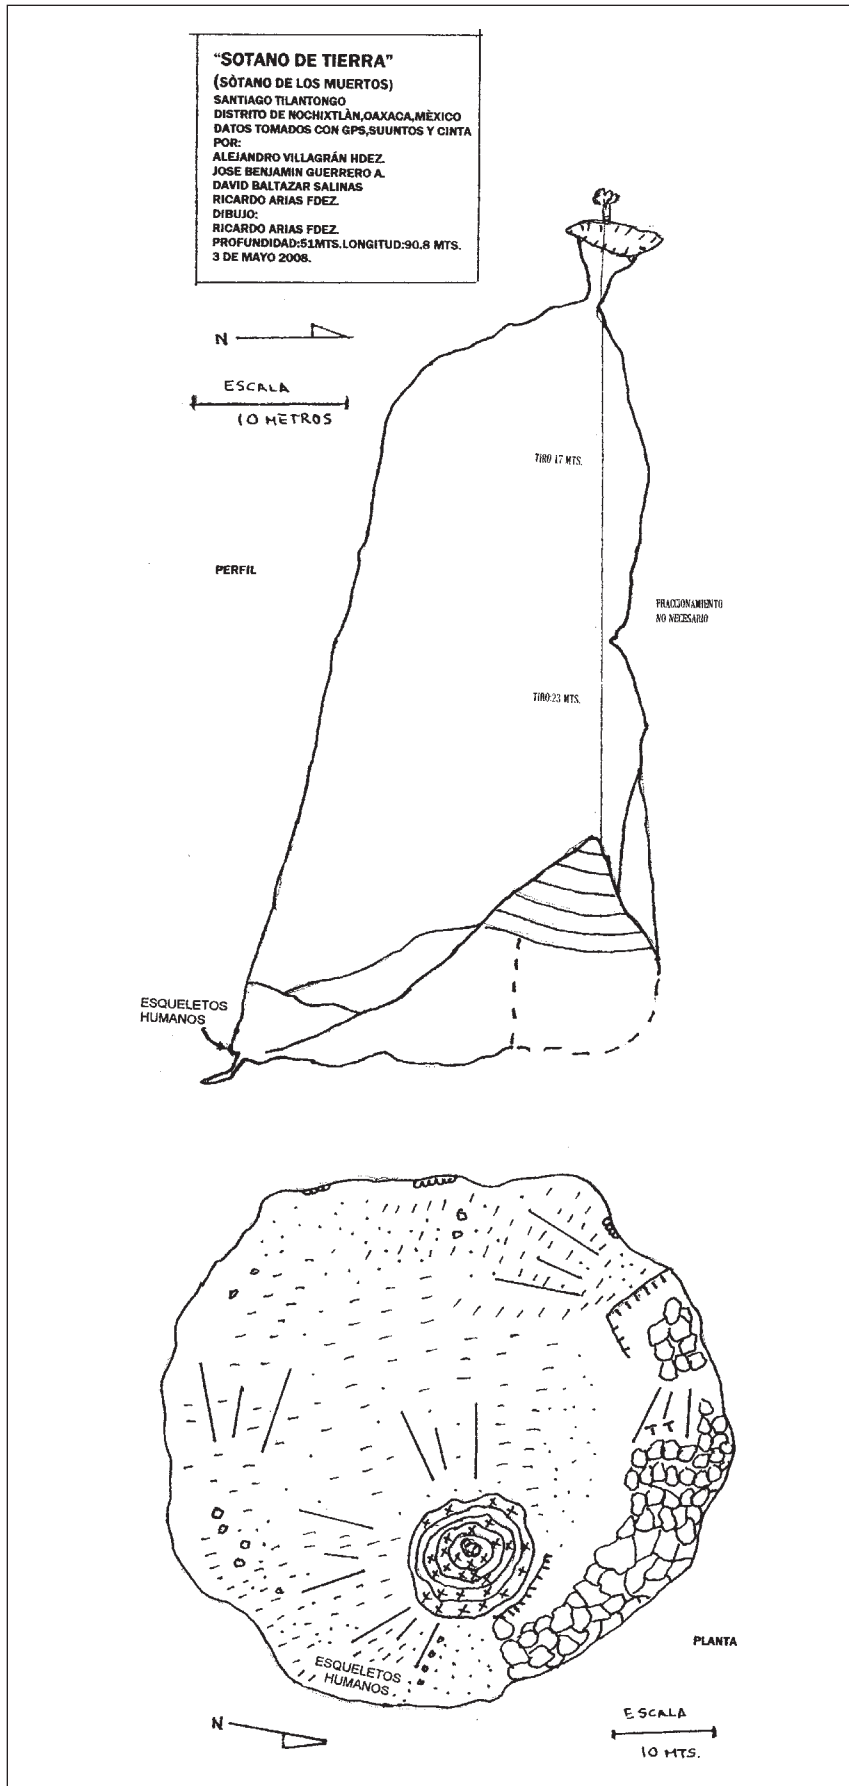 “SOTANO DE TIERRA”
(SÒTANO DE LOS MUERTOS)
SANTIAGO TILANTONGO
DISTRITO DE NOCHIXTLÀN,OAXACA,MÈXICO
DATOS TOMADOS CON GPS,SUUNTOS Y CINTA
POR:
ALEJANDRO VILLAGRÁN HDEZ.
JOSE BENJAMIN GUERRERO A.
DAVID BALTAZAR SALINAS
RICARDO ARIAS FDEZ.
DIBUJO:
RICARDO ARIAS FDEZ.
PROFUNDIDAD:51MTS.LONGITUD:90.8 MTS.
3 DE MAYO 2008.
N
ESCALA
10 METROS
TIRO 17 MTS.
PERFIL
FRACCIONAMIENTO
NO NECESARIO
TIRO:23 MTS.
ESQUELETOS
HUMANOS
PLANTA
ESQUELETOS
HUMANOS
N
ESCALA
10 MTS.